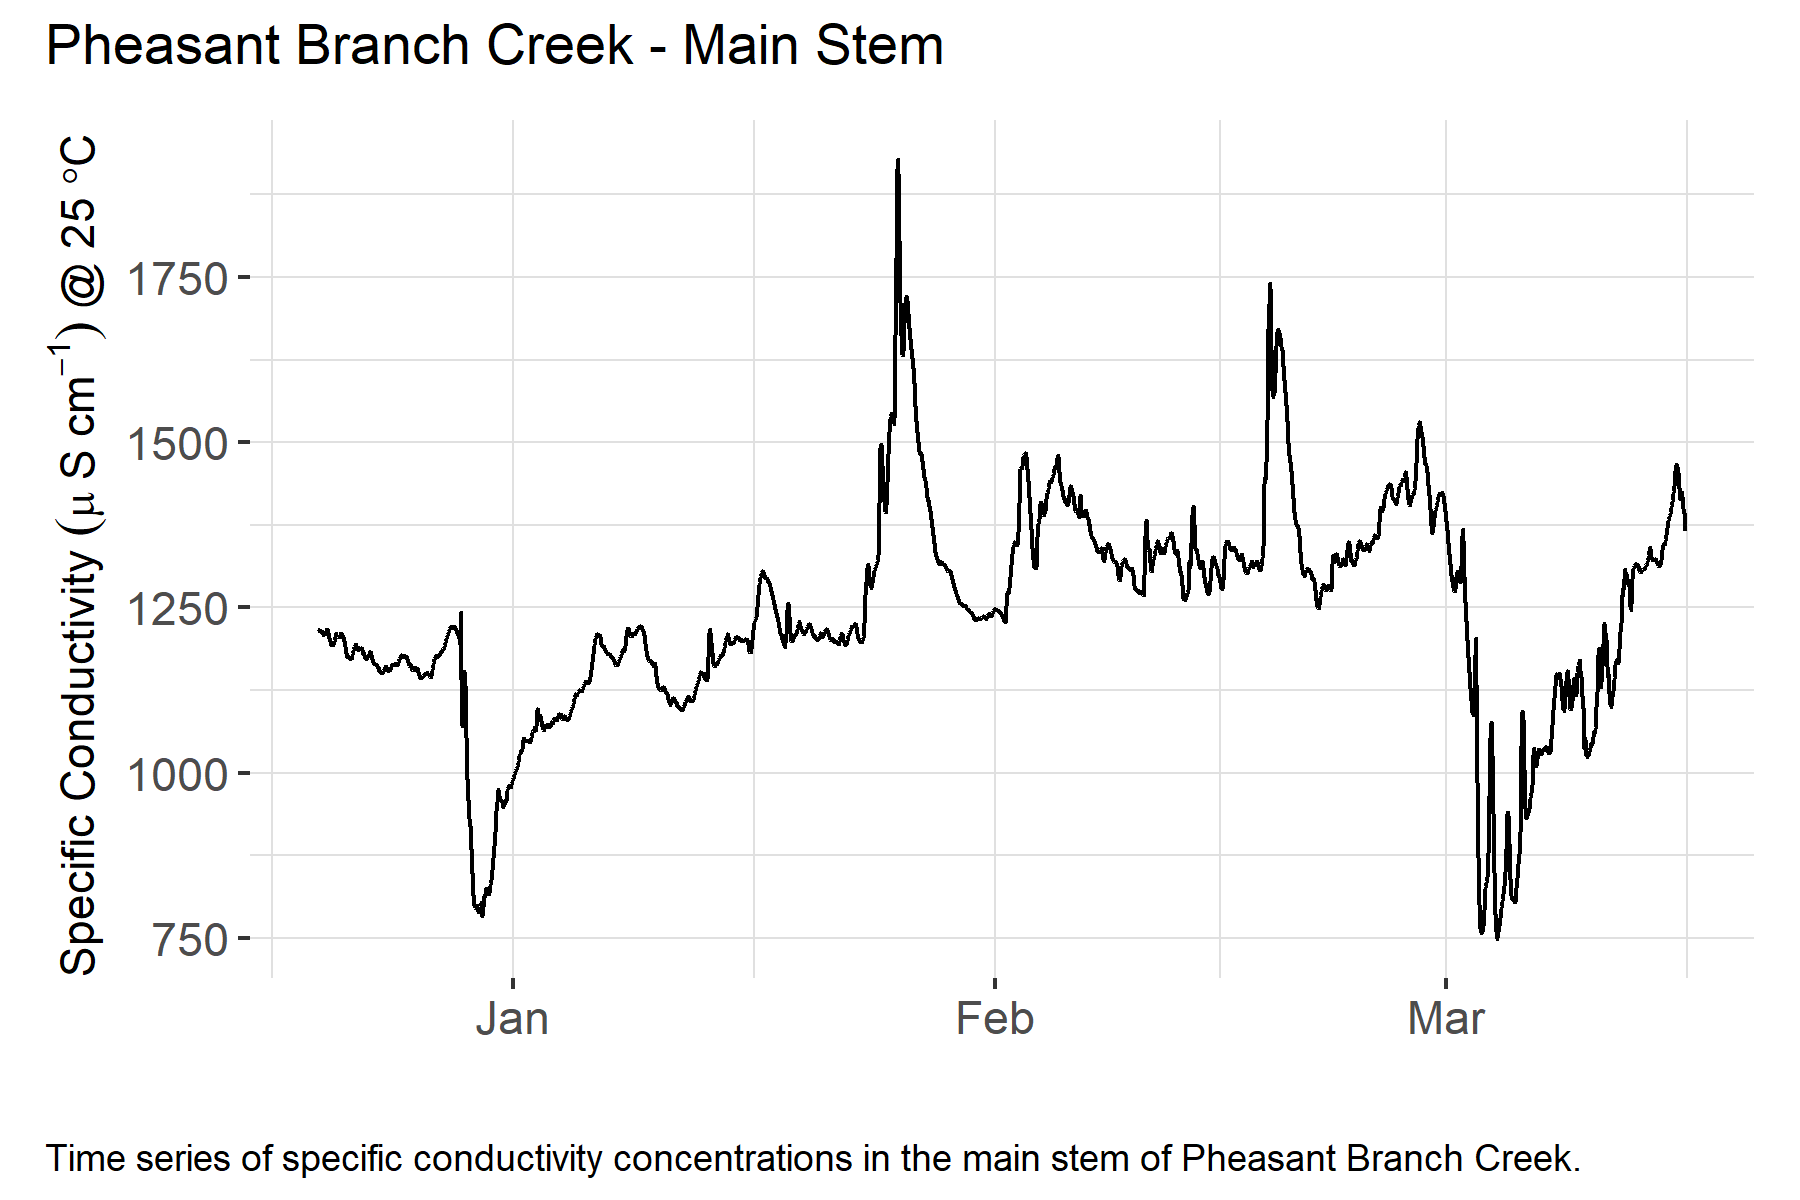 Pheasant Branch Creek - Main Stem
Specific Conductivity (μ S cm⁻¹) @ 25 °C
1750
1500
1250
1000
750
Jan Feb Mar
Time series of specific conductivity concentrations in the main stem of Pheasant Branch Creek.